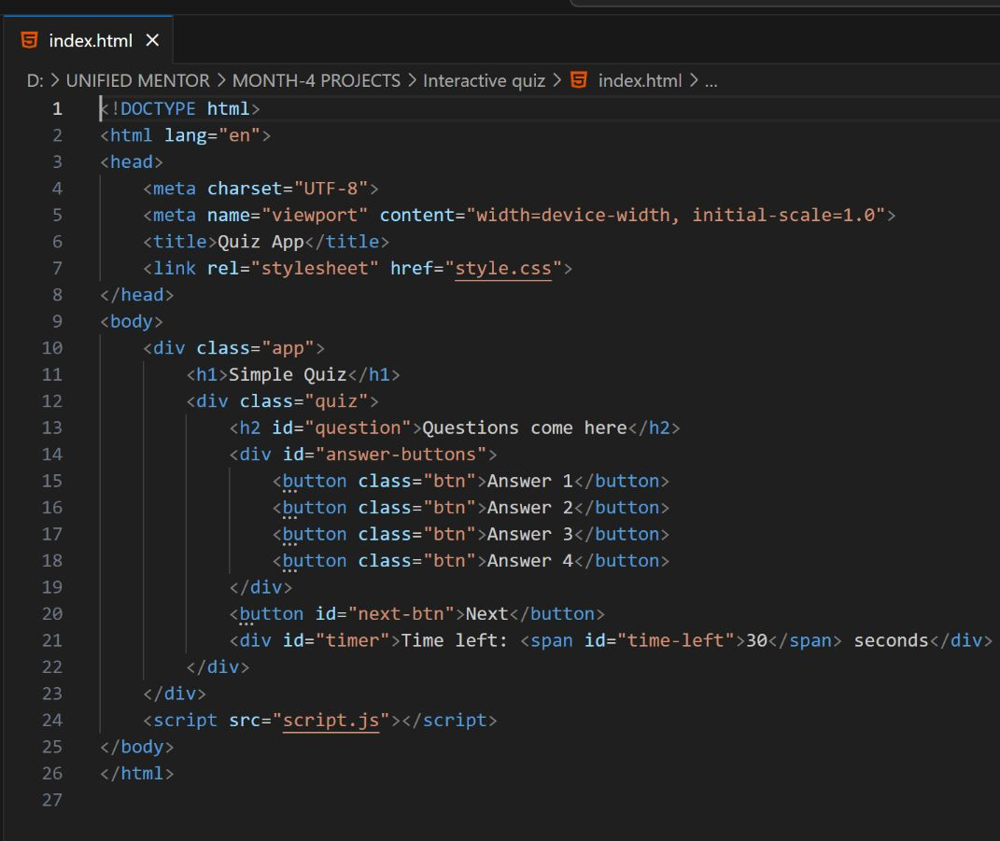 index.html ×
D: > UNIFIED MENTOR > MONTH-4 PROJECTS > Interactive quiz > index.html > ...
1 <!DOCTYPE html>
2 <html lang="en">
3 <head>
4     <meta charset="UTF-8">
5     <meta name="viewport" content="width=device-width, initial-scale=1.0">
6     <title>Quiz App</title>
7     <link rel="stylesheet" href="style.css">
8 </head>
9 <body>
10     <div class="app">
11         <h1>Simple Quiz</h1>
12         <div class="quiz">
13             <h2 id="question">Questions come here</h2>
14             <div id="answer-buttons">
15                 <button class="btn">Answer 1</button>
16                 <button class="btn">Answer 2</button>
17                 <button class="btn">Answer 3</button>
18                 <button class="btn">Answer 4</button>
19             </div>
20             <button id="next-btn">Next</button>
21             <div id="timer">Time left: <span id="time-left">30</span> seconds</div>
22         </div>
23     </div>
24     <script src="script.js"></script>
25 </body>
26 </html>
27